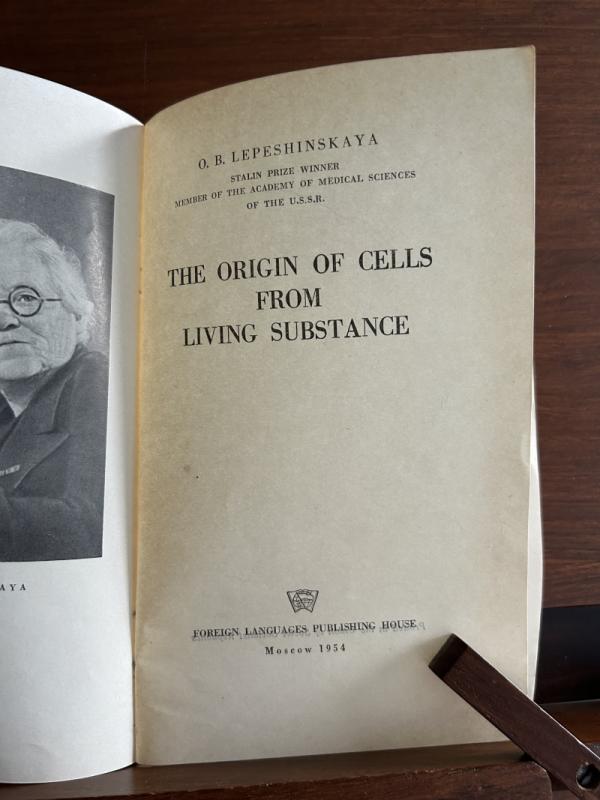 AYA
O. B. LEPESHINSKAYA
STALIN PRIZE WINNER
MEMBER OF THE ACADEMY OF MEDICAL SCIENCES
OF THE U.S.S.R.
THE ORIGIN OF CELLS
FROM
LIVING SUBSTANCE
FOREIGN LANGUAGES PUBLISHING HOUSE
Moscow 1954